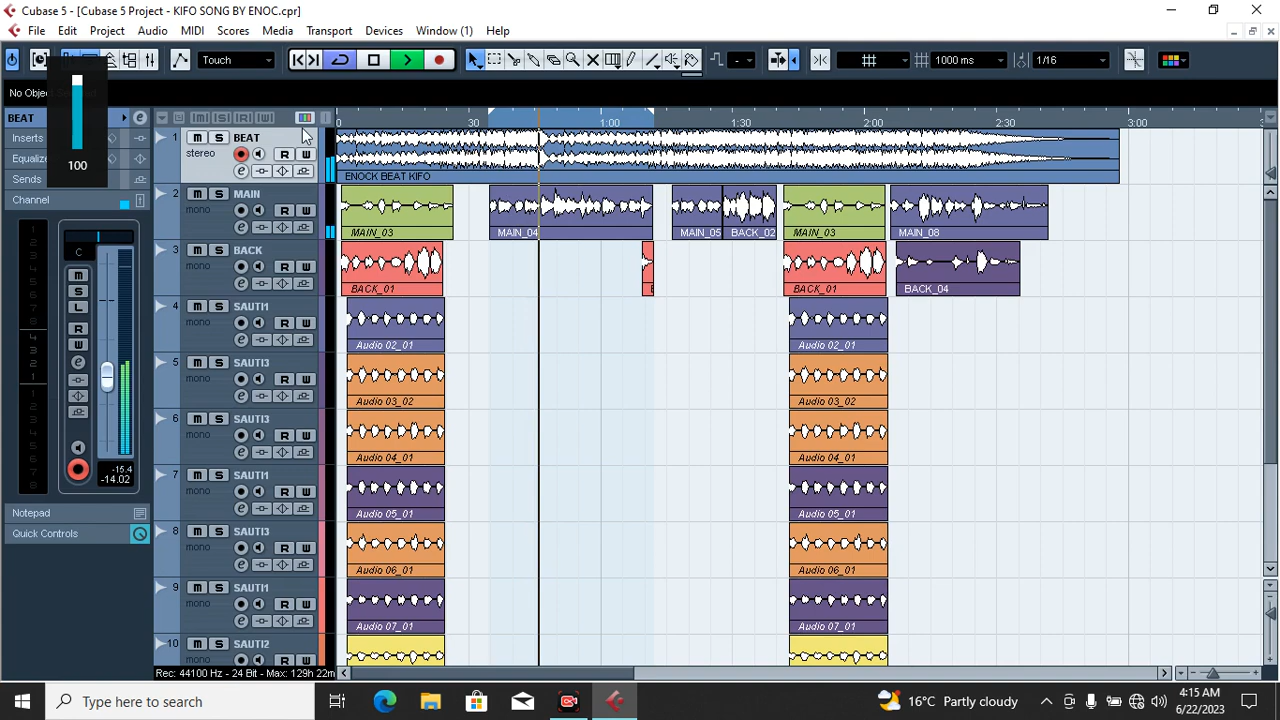 Cubase 5 - [Cubase 5 Project - KIFO SONG BY ENOC.cpr]
File Edit Project Audio MIDI Scores Media Transport Devices Window (1) Help
Touch 1000 ms 1/16
No Object
BEAT
100
Inserts
Equalize
Sends
Channel
C
-15.4
-14.02
Notepad
Quick Controls
0 30 1:00 1:30 2:00 2:30 3:00
1 BEAT
stereo
ENOCK BEAT KIFO
2 MAIN
mono
MAIN_03 MAIN_04 MAIN_05 BACK_02 MAIN_03 MAIN_08
3 BACK
mono
BACK_01 BACK_01 BACK_04
4 SAUTI1
mono
Audio 02_01 Audio 02_01
5 SAUTI3
mono
Audio 03_02 Audio 03_02
6 SAUTI3
mono
Audio 04_01 Audio 04_01
7 SAUTI1
mono
Audio 05_01 Audio 05_01
8 SAUTI3
mono
Audio 06_01 Audio 06_01
9 SAUTI1
mono
Audio 07_01 Audio 07_01
10 SAUTI2
mono
Rec: 44100 Hz - 24 Bit - Max: 129h 22m
Type here to search
16°C Partly cloudy
4:15 AM
6/22/2023